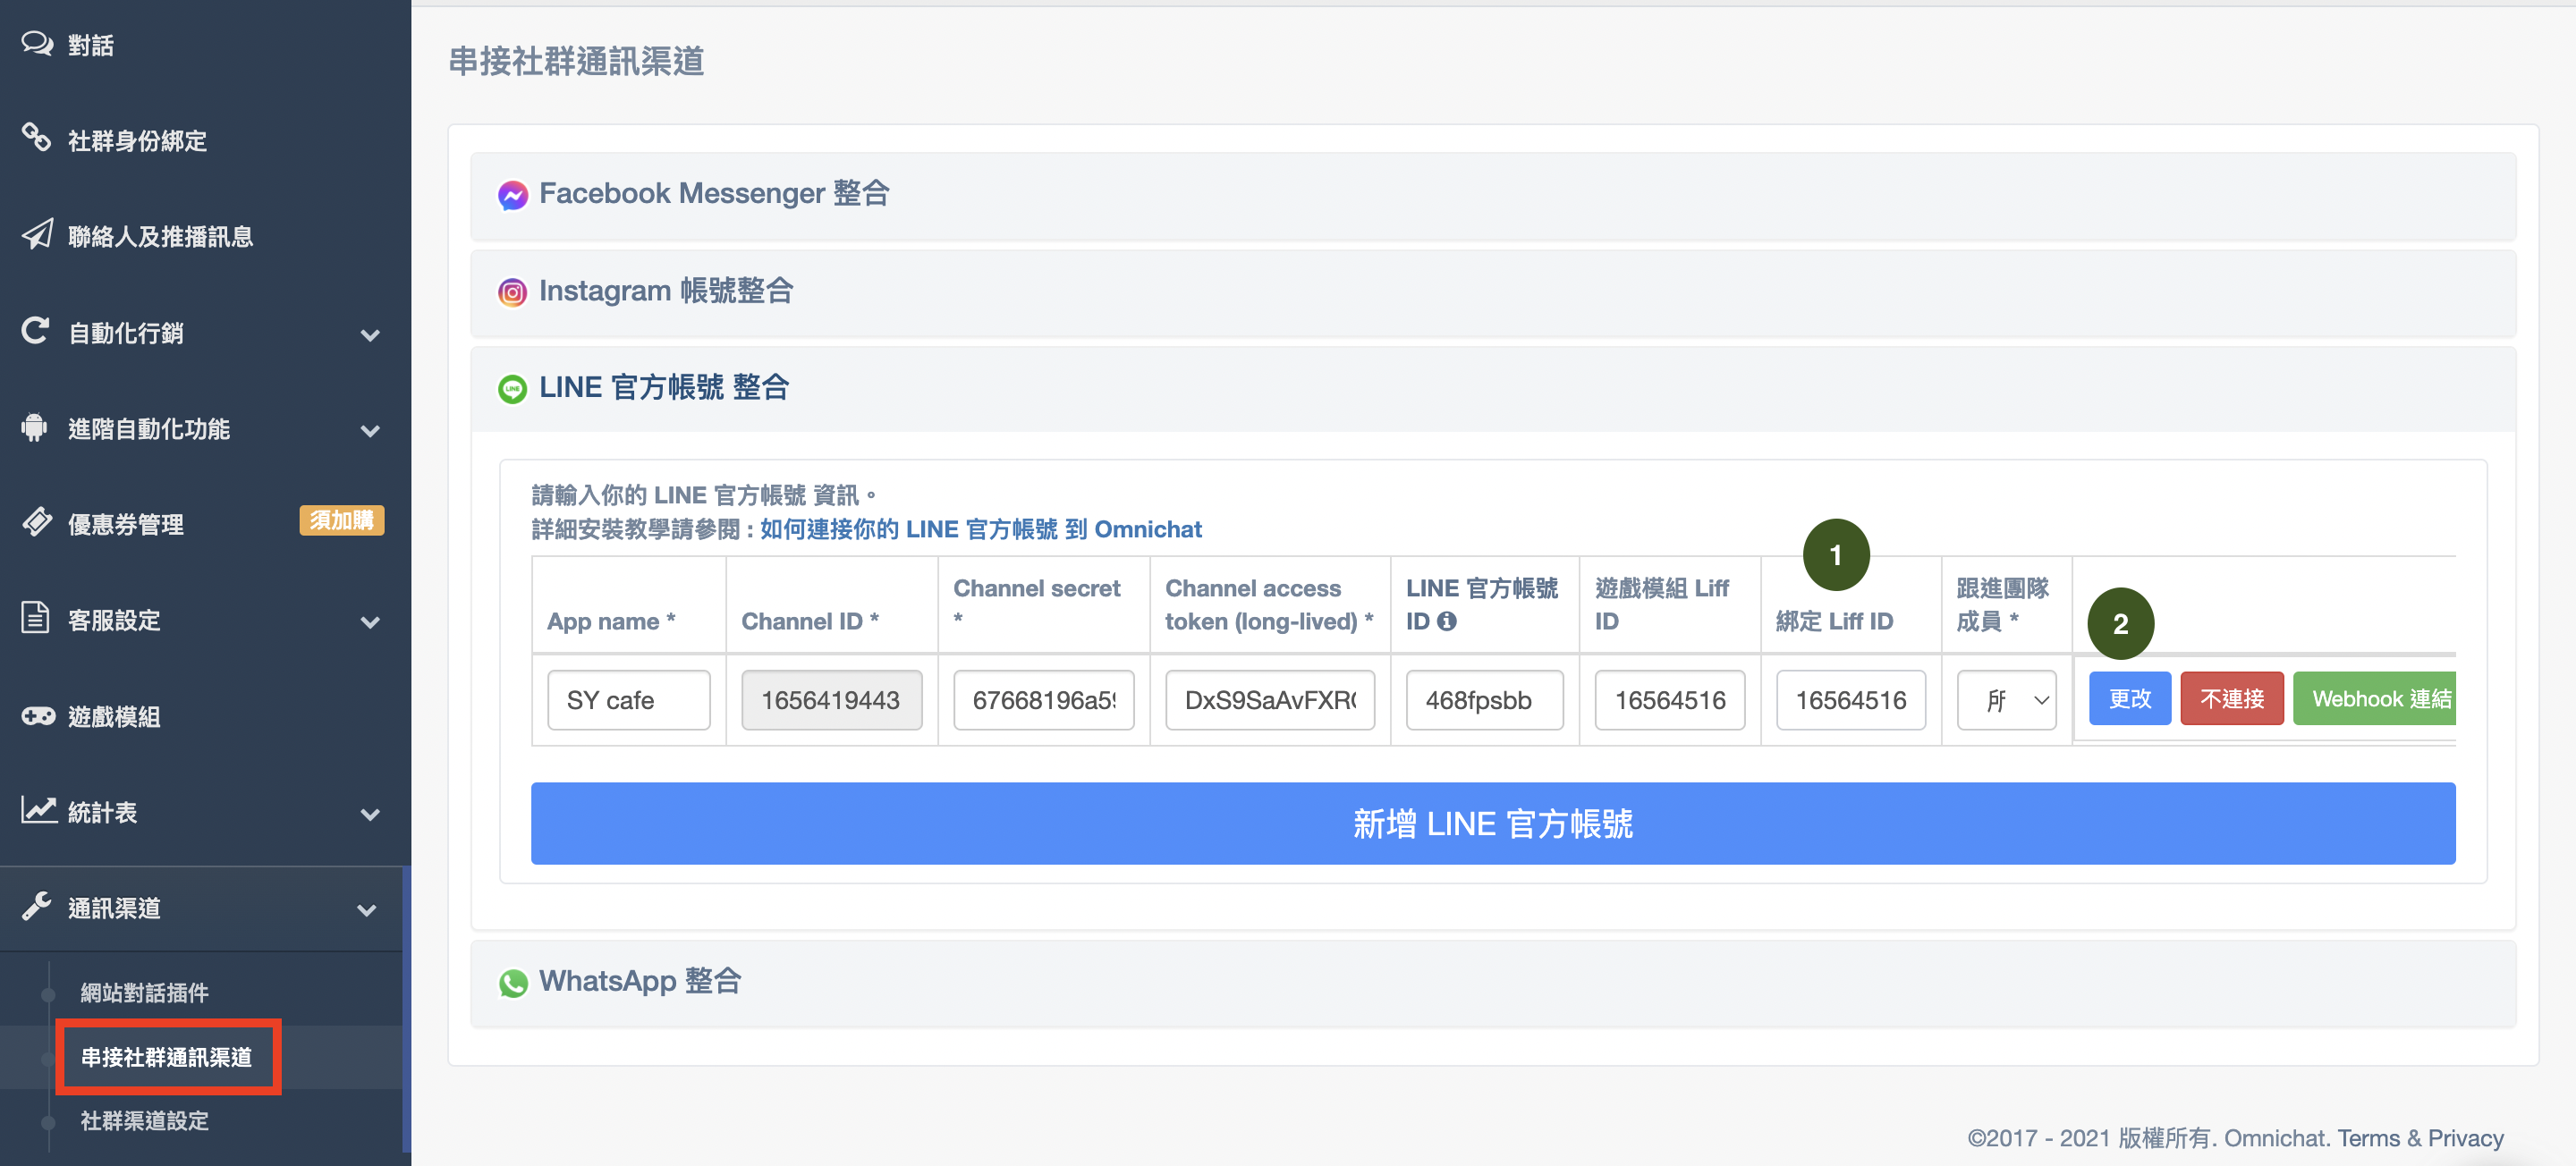 對話
社群身份綁定
聯絡人及推播訊息
自動化行銷
進階自動化功能
優惠券管理 須加購
客服設定
遊戲模組
統計表
通訊渠道
網站對話插件
串接社群通訊渠道
社群渠道設定
串接社群通訊渠道
Facebook Messenger 整合
Instagram 帳號整合
LINE 官方帳號 整合
請輸入你的 LINE 官方帳號 資訊。
詳細安裝教學請參閱 : 如何連接你的 LINE 官方帳號 到 Omnichat
App name *
Channel ID *
Channel secret
*
Channel access
token (long-lived) *
LINE 官方帳號
ID
遊戲模組 Liff
ID
1
綁定 Liff ID
跟進團隊
成員 *
2
SY cafe
1656419443
67668196a5
DxS9SaAvFXR
468fpsbb
16564516
16564516
所
更改
不連接
Webhook 連結
新增 LINE 官方帳號
WhatsApp 整合
©2017 - 2021 版權所有. Omnichat. Terms & Privacy